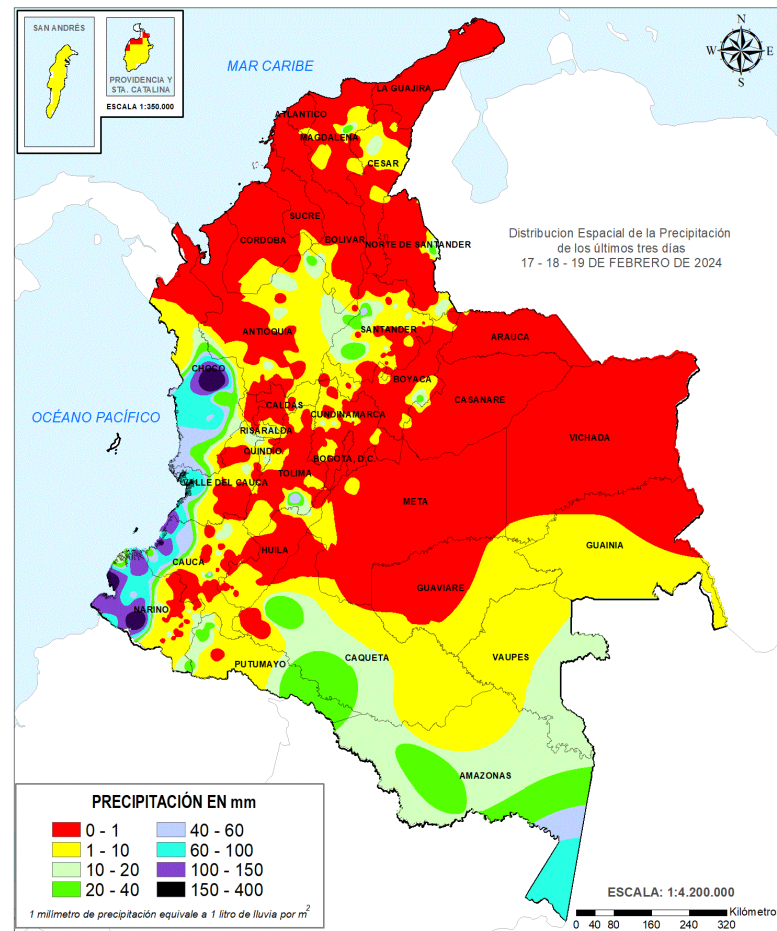 SAN ANDRÉS
PROVIDENCIA Y
STA. CATALINA
ESCALA 1:350.000
MAR CARIBE
N
W
E
S
LA GUAJIRA
ATLANTICO
MAGDALENA
CESAR
SUCRE
CORDOBA
BOLIVAR
NORTE DE SANTANDER
Distribucion Espacial de la Precipitación
de los últimos tres días
17 - 18 - 19 DE FEBRERO DE 2024
ANTIOQUIA
SANTANDER
ARAUCA
CHOCO
BOYACA
CASANARE
CALDAS
CUNDINAMARCA
OCÉANO PACÍFICO
RISARALDA
VICHADA
QUINDIO
BOGOTA, D.C.
TOLIMA
VALLE DEL CAUCA
META
GUAINIA
CAUCA
HUILA
GUAVIARE
NARIÑO
PUTUMAYO
CAQUETA
VAUPES
AMAZONAS
PRECIPITACIÓN EN mm
0 - 1
40 - 60
1 - 10
60 - 100
10 - 20
100 - 150
20 - 40
150 - 400
1 milímetro de precipitación equivale a 1 litro de lluvia por m²
ESCALA: 1:4.200.000
Kilómetro
0 40 80 160 240 320